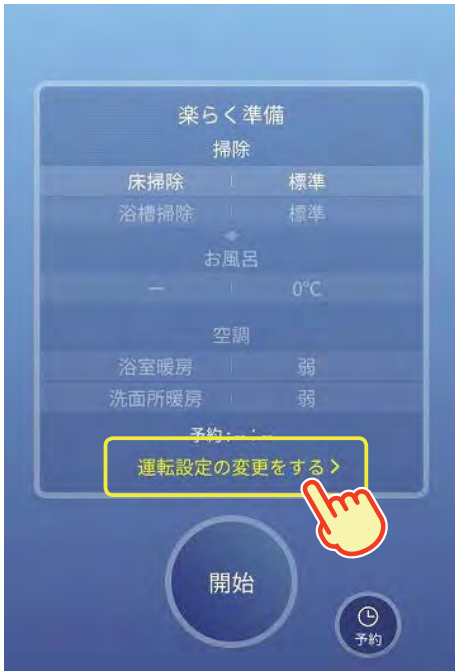 楽らく準備
掃除
床掃除 標準
浴槽掃除 標準
お風呂
ー 0℃
空調
浴室暖房 弱
洗面所暖房 弱
予約:--:--
運転設定の変更をする>
開始
予約